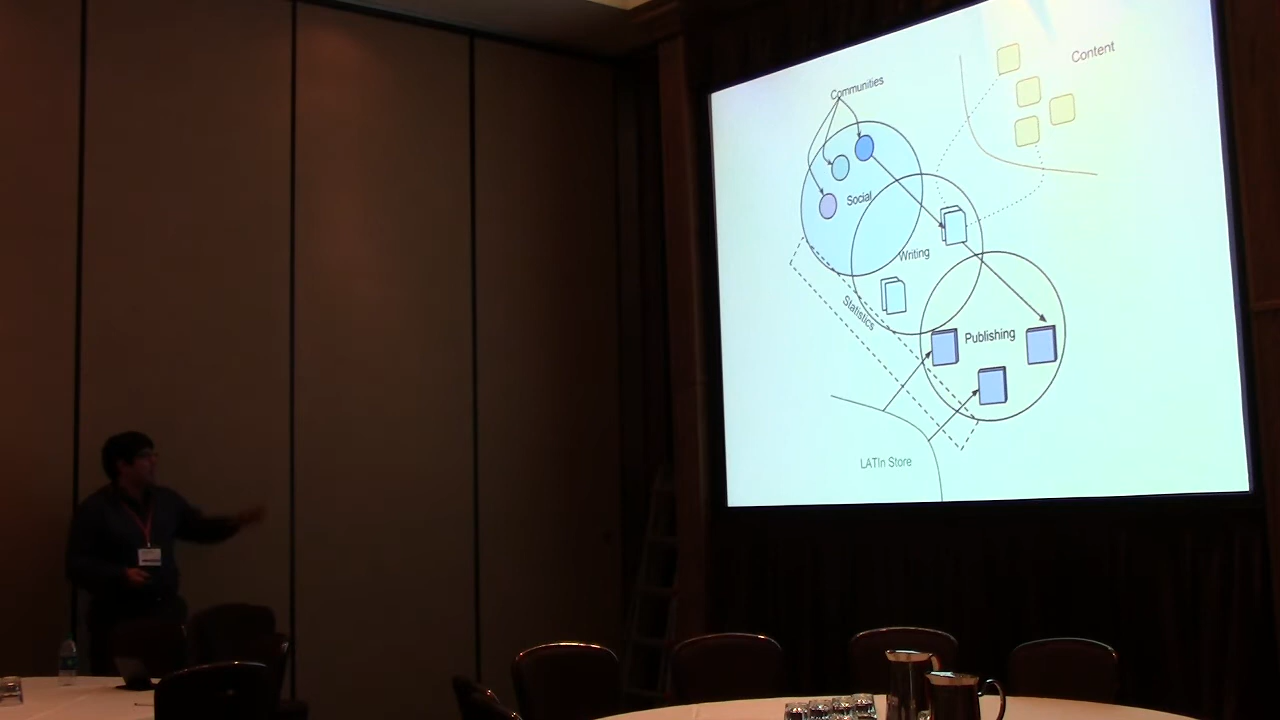 Content
Communities
Social
Writing
Statistics
Publishing
LATIn Store